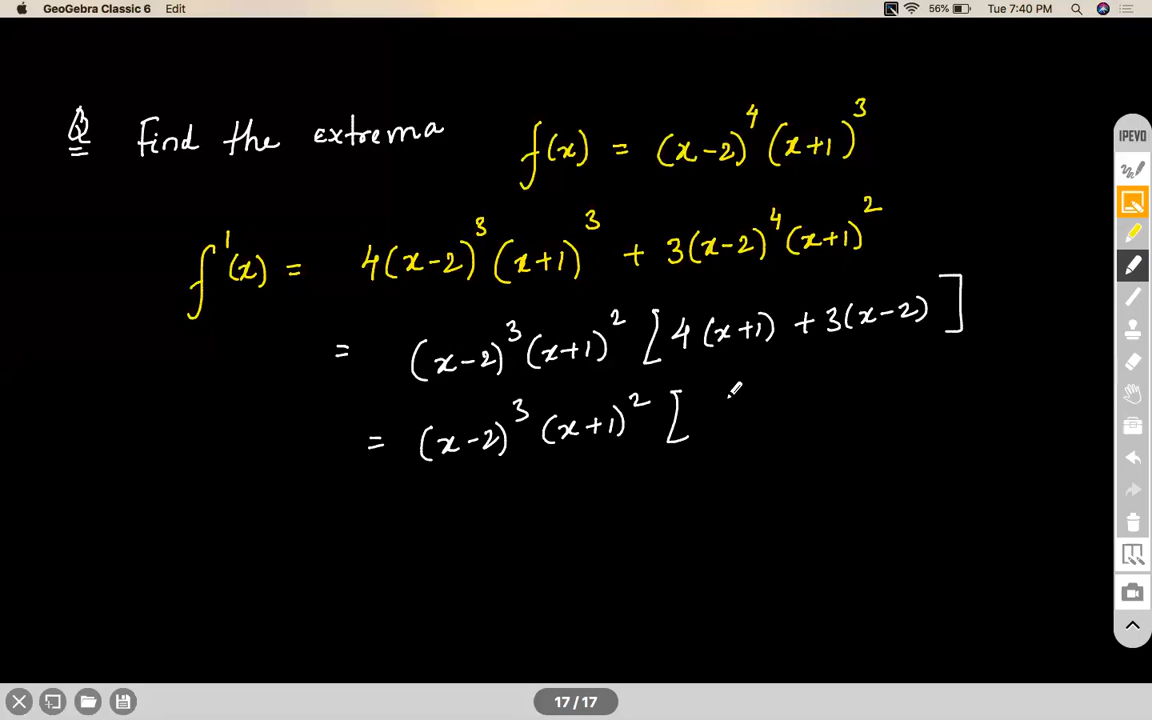 GeoGebra Classic 6 Edit 56% Tue 7:40 PM
Q Find the extrema f(x) = (x-2)⁴ (x+1)³
IPEVO
f'(x) = 4(x-2)³ (x+1)³ + 3(x-2)⁴ (x+1)²
= (x-2)³ (x+1)² [4(x+1) + 3(x-2)]
= (x-2)³ (x+1)² [
17/17